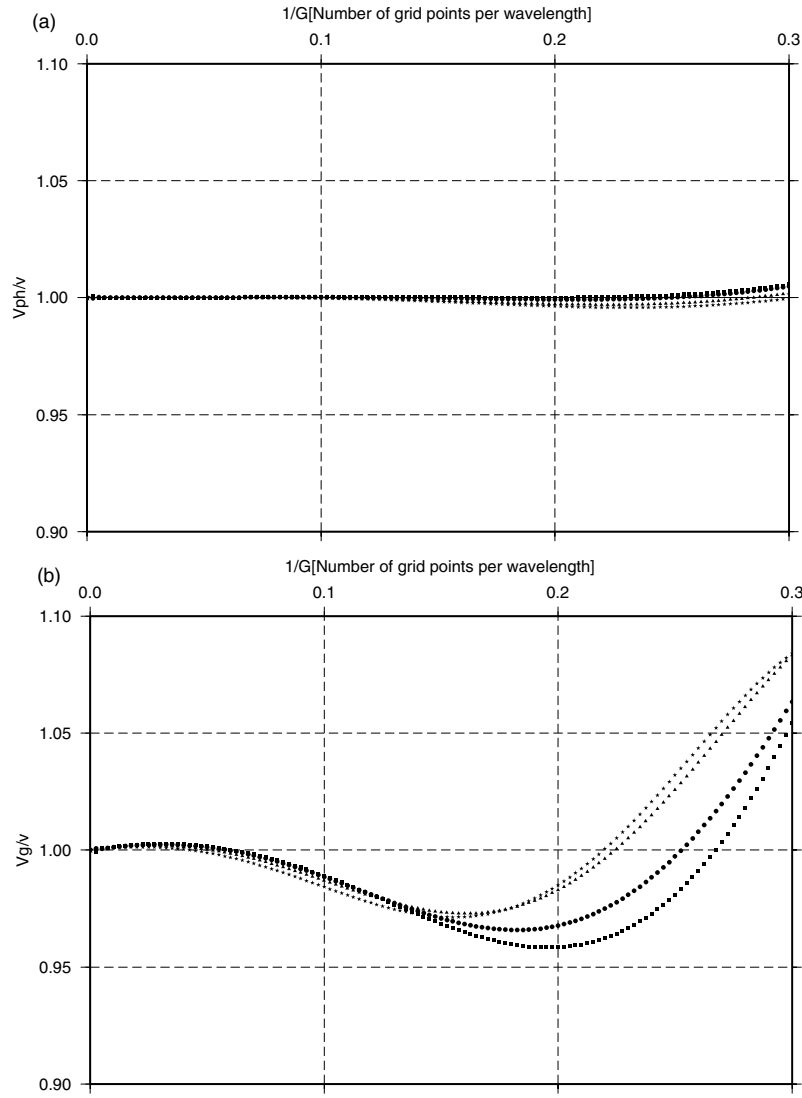 (a)
1/G[Number of grid points per wavelength]
0.0 0.1 0.2 0.3
1.10
1.05
1.00
0.95
0.90
Vph/v
(b)
1/G[Number of grid points per wavelength]
0.0 0.1 0.2 0.3
1.10
1.05
1.00
0.95
0.90
Vg/v